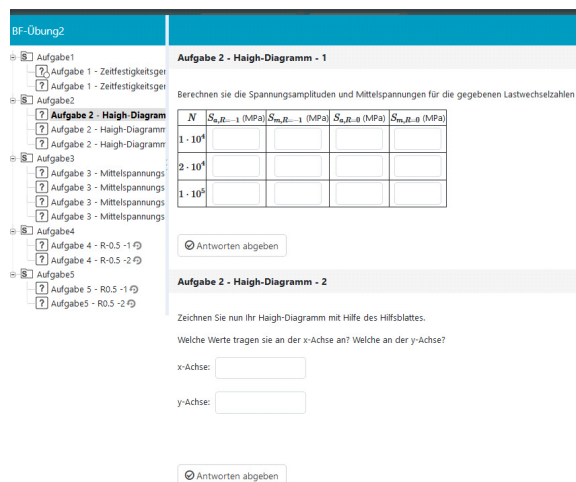 BF-Übung2
Aufgabe1
Aufgabe 1 - Zeitfestigkeitsger
Aufgabe 1 - Zeitfestigkeitsger
Aufgabe2
Aufgabe 2 - Haigh-Diagram
Aufgabe 2 - Haigh-Diagramm
Aufgabe 2 - Haigh-Diagramm
Aufgabe3
Aufgabe 3 - Mittelspannungs
Aufgabe 3 - Mittelspannungs
Aufgabe 3 - Mittelspannungs
Aufgabe 3 - Mittelspannungs
Aufgabe4
Aufgabe 4 - R-0.5 -1
Aufgabe 4 - R-0.5 -2
Aufgabe5
Aufgabe 5 - R0.5 -1
Aufgabe5 - R0.5 -2
Aufgabe 2 - Haigh-Diagramm - 1
Berechnen sie die Spannungsamplituden und Mittelspannungen für die gegebenen Lastwechselzahlen
N S_{a,R=-1} (MPa) S_{m,R=-1} (MPa) S_{a,R=0} (MPa) S_{m,R=0} (MPa)
1 · 10⁴
2 · 10⁴
1 · 10⁵
Antworten abgeben
Aufgabe 2 - Haigh-Diagramm - 2
Zeichnen Sie nun Ihr Haigh-Diagramm mit Hilfe des Hilfsblattes.
Welche Werte tragen sie an der x-Achse an? Welche an der y-Achse?
x-Achse:
y-Achse:
Antworten abgeben